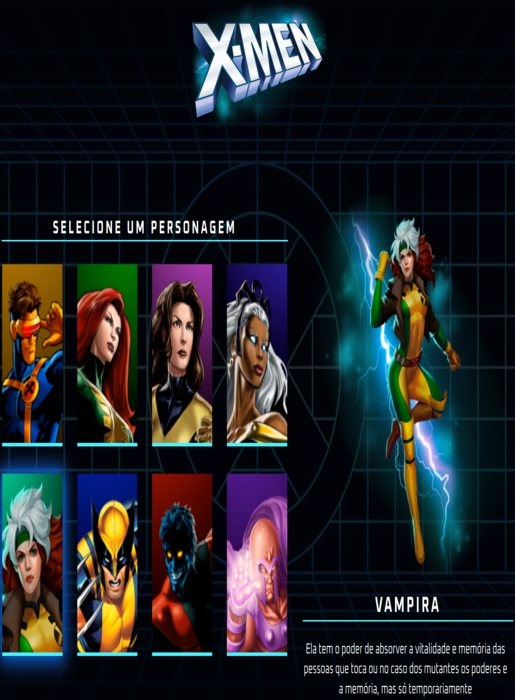 X-MEN
SELECIONE UM PERSONAGEM
VAMPIRA
Ela tem o poder de absorver a vitalidade e memória das
pessoas que toca ou no caso dos mutantes os poderes e
a memória, mas só temporariamente